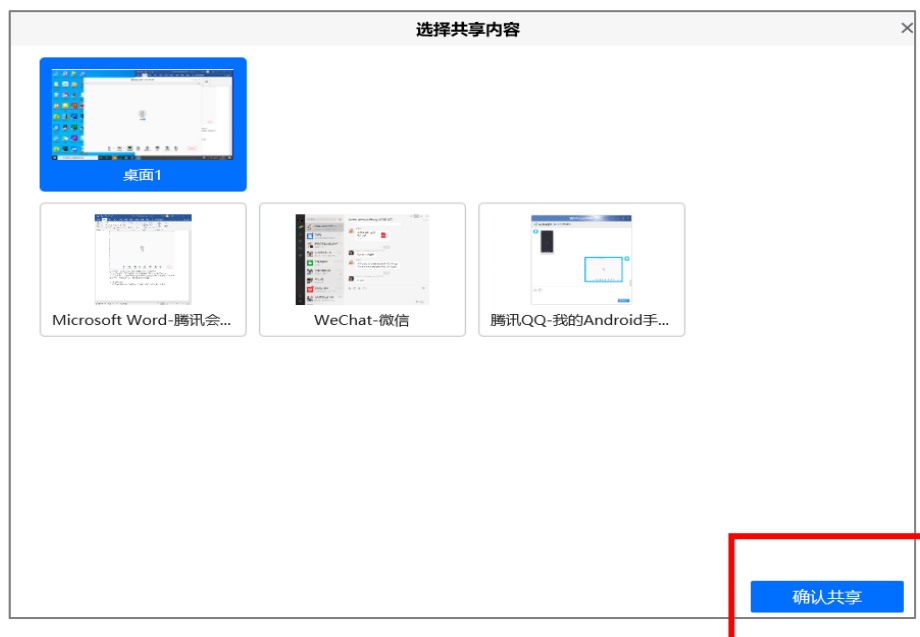 选择共享内容
桌面1
Microsoft Word-腾讯会...
WeChat-微信
腾讯QQ-我的Android手...
确认共享